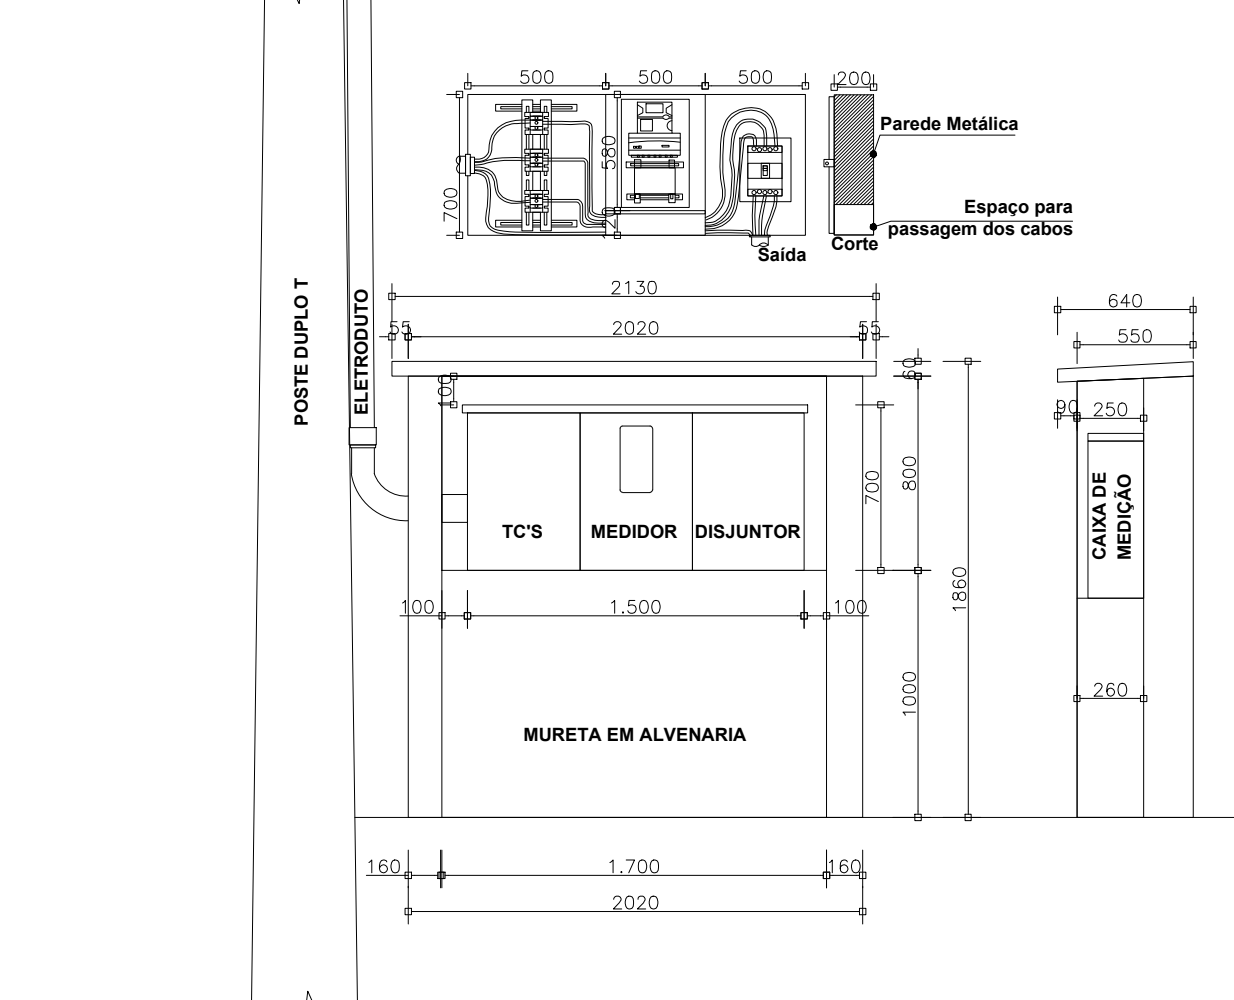 500
500
500
200
Parede Metálica
580
700
Espaço para
passagem dos cabos
Corte
Saída
2130
640
55
2020
55
550
60
POSTE DUPLO T
ELETRODUTO
100
90
250
700
800
CAIXA DE
MEDIÇÃO
TC'S
MEDIDOR
DISJUNTOR
1860
100
1.500
100
260
1000
MURETA EM ALVENARIA
160
1.700
160
2020